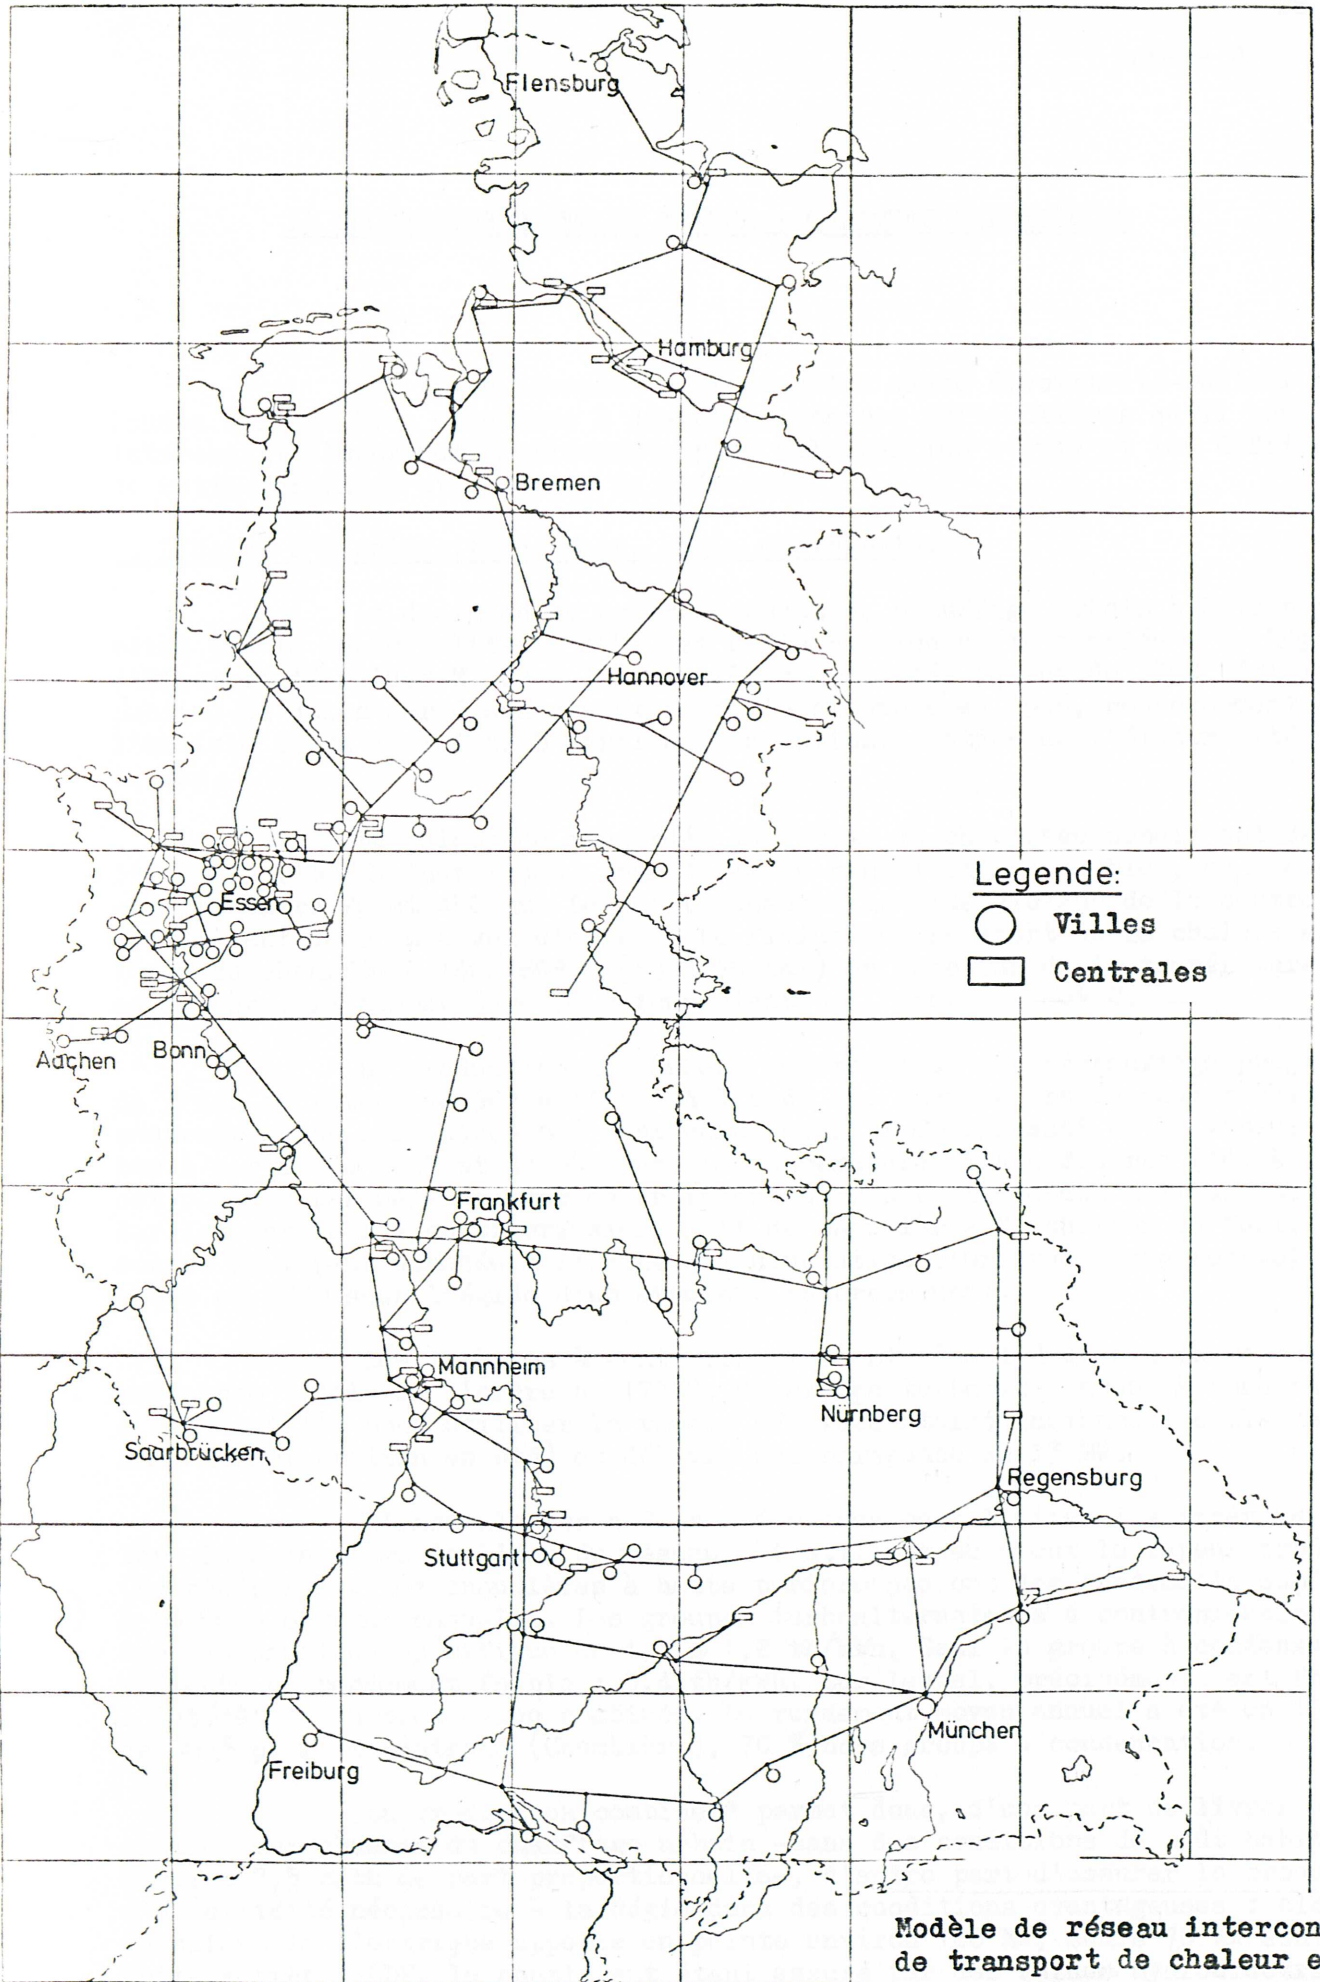 Flensburg
Hamburg
Bremen
Hannover
Legende:
Villes
Centrales
Essen
Aachen
Bonn
Frankfurt
Mannheim
Nürnberg
Saarbrücken
Regensburg
Stuttgart
München
Freiburg
Modèle de réseau intercon
de transport de chaleur e